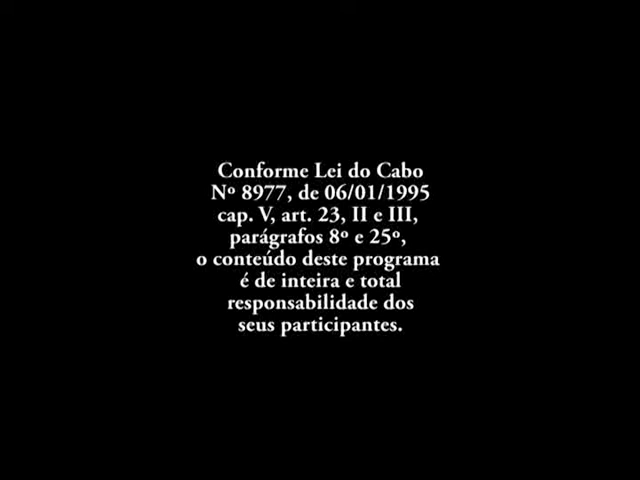 Conforme Lei do Cabo
Nº 8977, de 06/01/1995
cap. V, art. 23, II e III,
parágrafos 8º e 25º,
o conteúdo deste programa
é de inteira e total
responsabilidade dos
seus participantes.